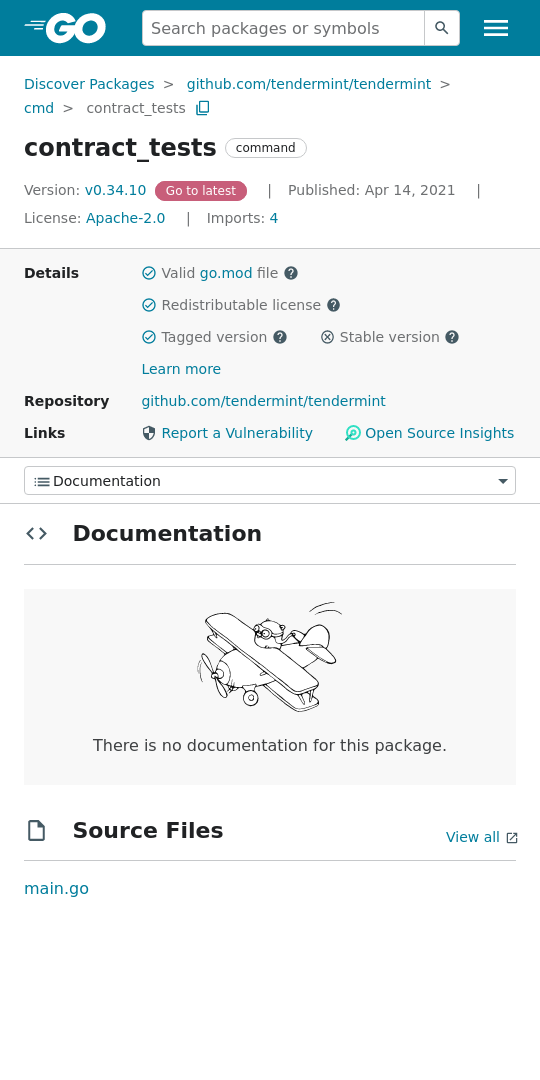 GO
Search packages or symbols
Discover Packages > github.com/tendermint/tendermint >
cmd > contract_tests
contract_tests command
Version: v0.34.10 Go to latest | Published: Apr 14, 2021 |
License: Apache-2.0 | Imports: 4
Details Valid go.mod file
Redistributable license
Tagged version Stable version
Learn more
Repository github.com/tendermint/tendermint
Links Report a Vulnerability Open Source Insights
Documentation
Documentation
There is no documentation for this package.
Source Files View all
main.go